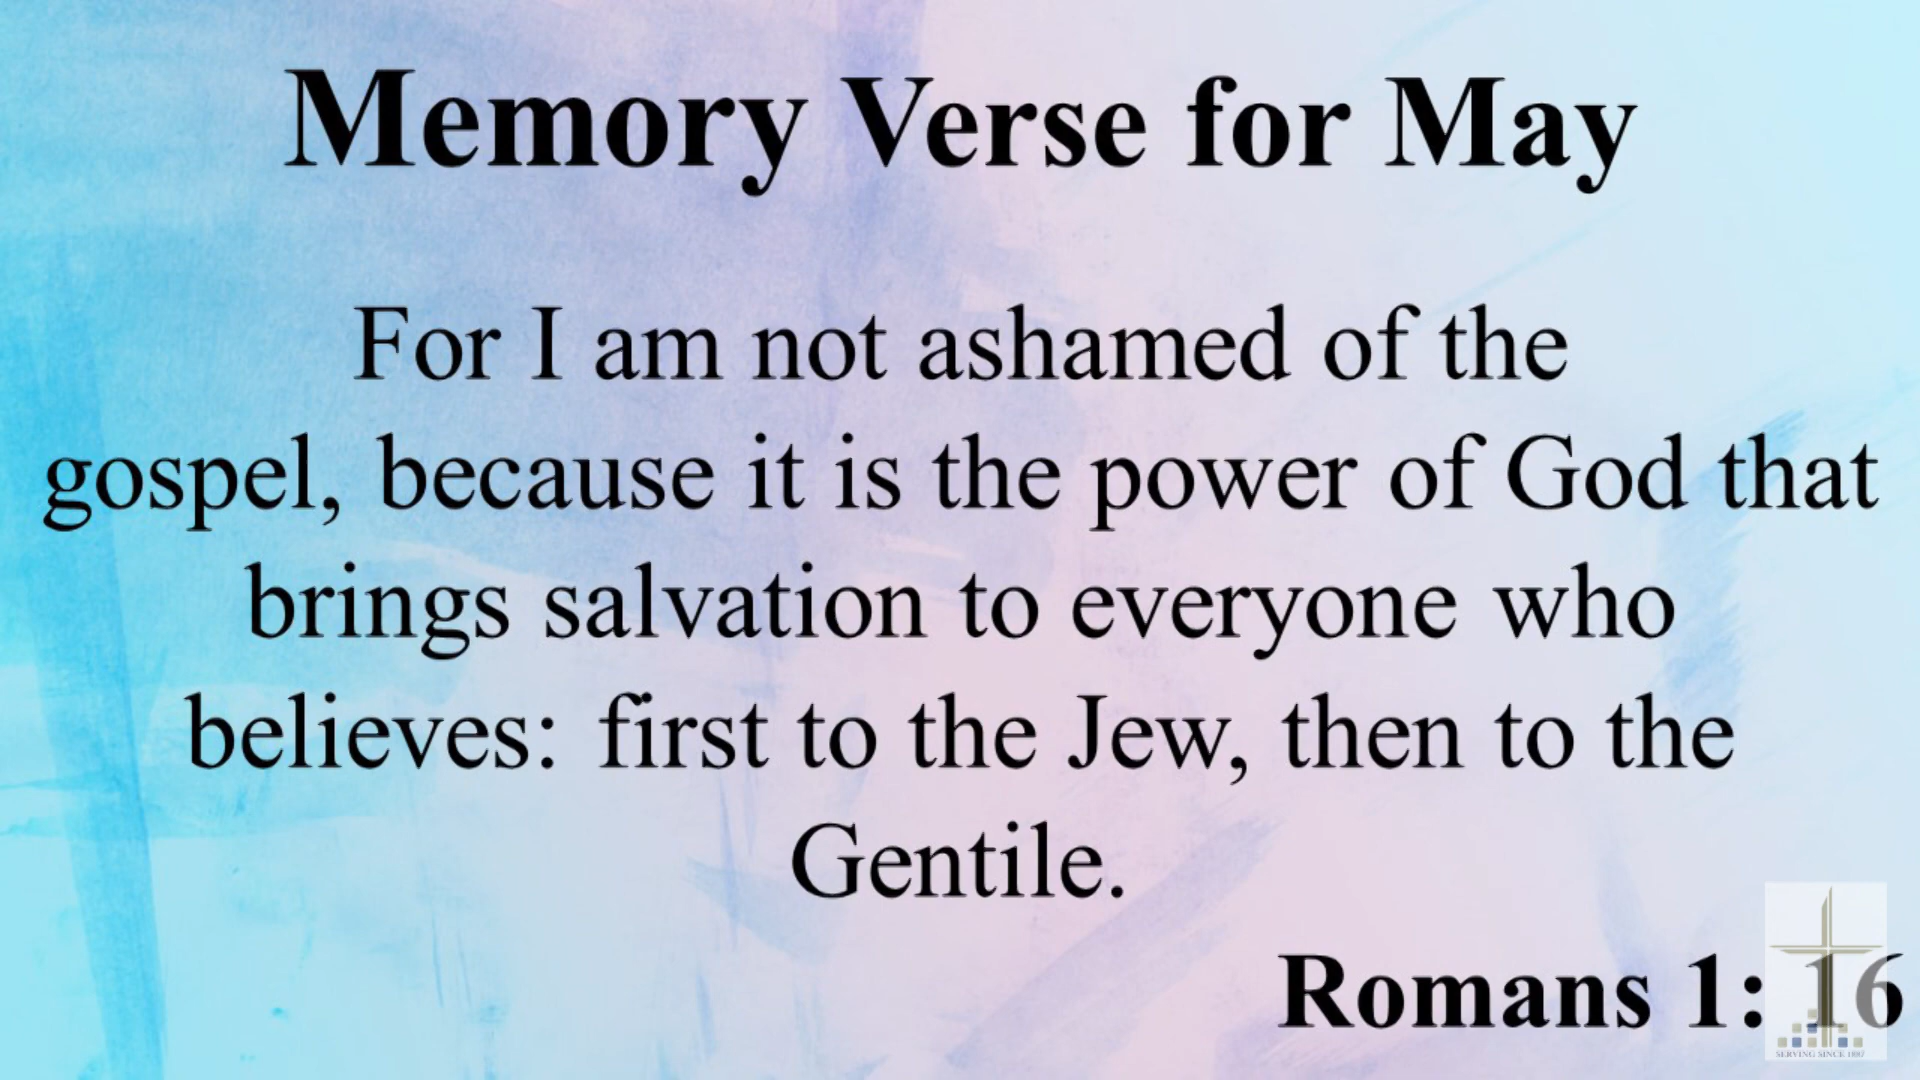 Memory Verse for May
For I am not ashamed of the
gospel, because it is the power of God that
brings salvation to everyone who
believes: first to the Jew, then to the
Gentile.
Romans 1: 16
SERVING SINCE 1887